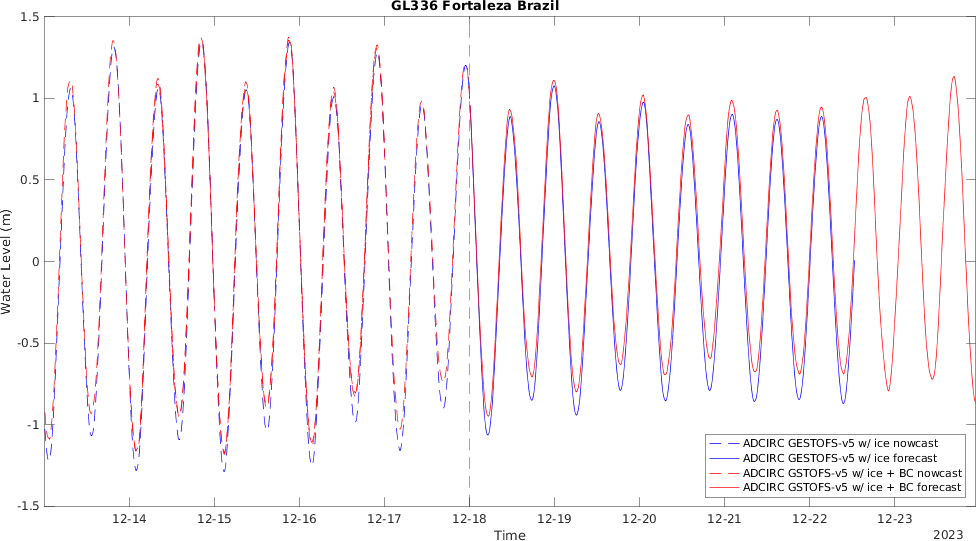 GL336 Fortaleza Brazil
1.5
1
0.5
0
-0.5
-1
-1.5
Water Level (m)
12-14
12-15
12-16
12-17
12-18
12-19
12-20
12-21
12-22
12-23
Time
2023
ADCIRC GESTOFS-v5 w/ ice nowcast
ADCIRC GESTOFS-v5 w/ ice forecast
ADCIRC GSTOFS-v5 w/ ice + BC nowcast
ADCIRC GSTOFS-v5 w/ ice + BC forecast